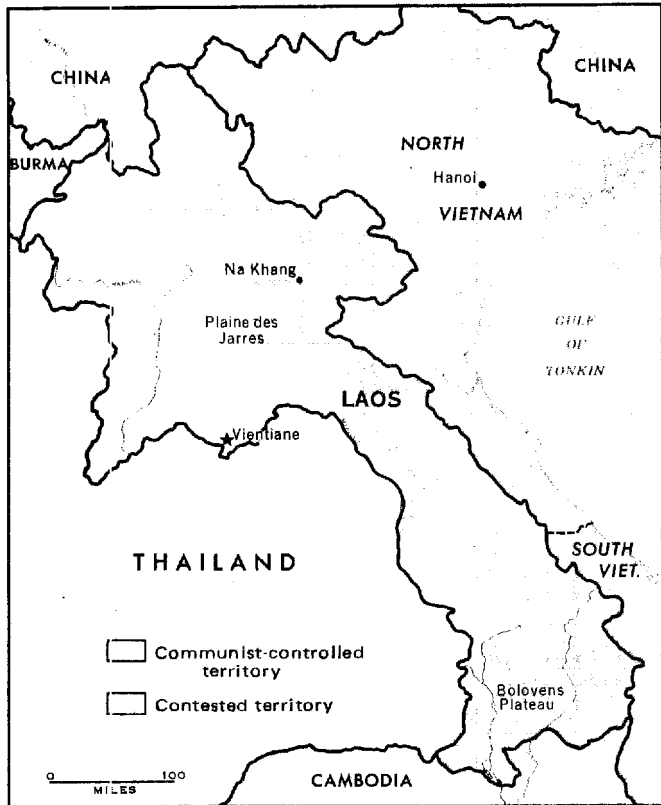 CHINA
CHINA
BURMA
NORTH
Hanoi
VIETNAM
Na Khang
Plaine des
Jarres
GULF
OF
TONKIN
LAOS
Vientiane
THAILAND
SOUTH
VIET.
Communist-controlled
territory
Contested territory
Bolovens
Plateau
0 100
MILES
CAMBODIA